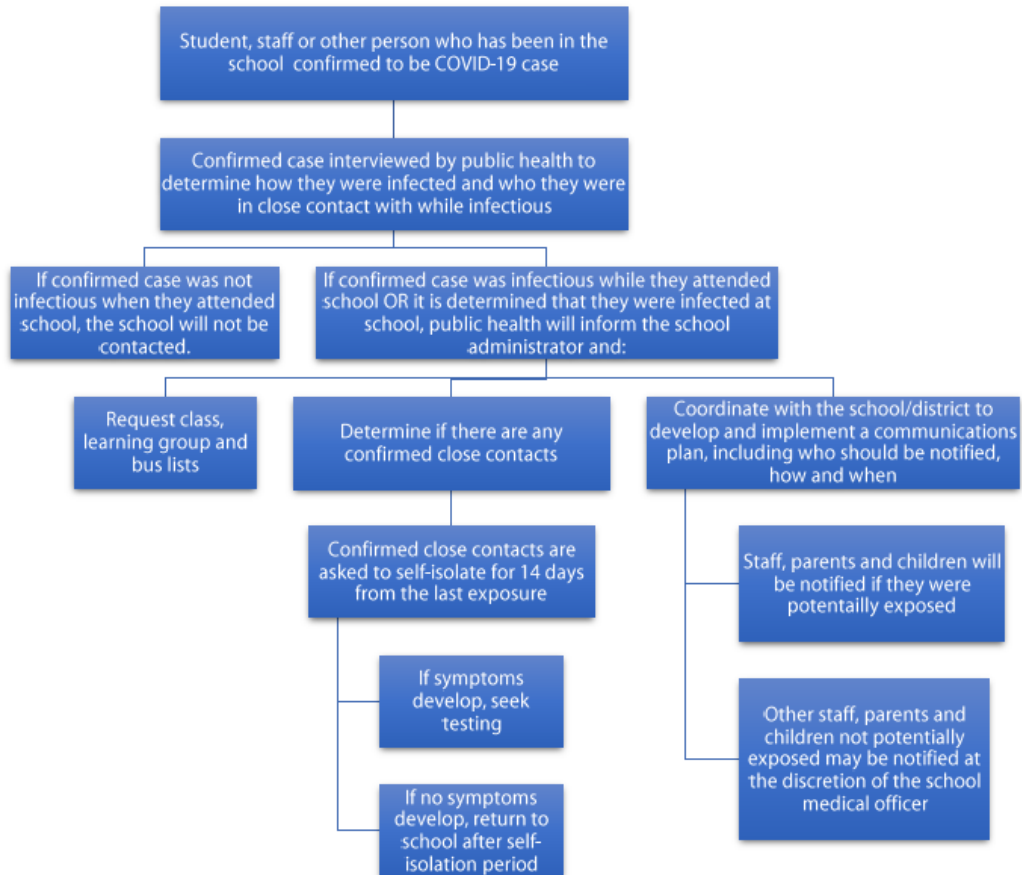 Student, staff or other person who has been in the
school confirmed to be COVID-19 case
Confirmed case interviewed by public health to
determine how they were infected and who they were
in close contact with while infectious
If confirmed case was not
infectious when they attended
school, the school will not be
contacted.
If confirmed case was infectious while they attended
school OR it is determined that they were infected at
school, public health will inform the school
administrator and:
Request class,
learning group and
bus lists
Determine if there are any
confirmed close contacts
Confirmed close contacts are
asked to self-isolate for 14 days
from the last exposure
If symptoms
develop, seek
testing
If no symptoms
develop, return to
school after self-
isolation period
Coordinate with the school/district to
develop and implement a communications
plan, including who should be notified,
how and when
Staff, parents and children will
be notified if they were
potentailly exposed
Other staff, parents and
children not potentially
exposed may be notified at
the discretion of the school
medical officer